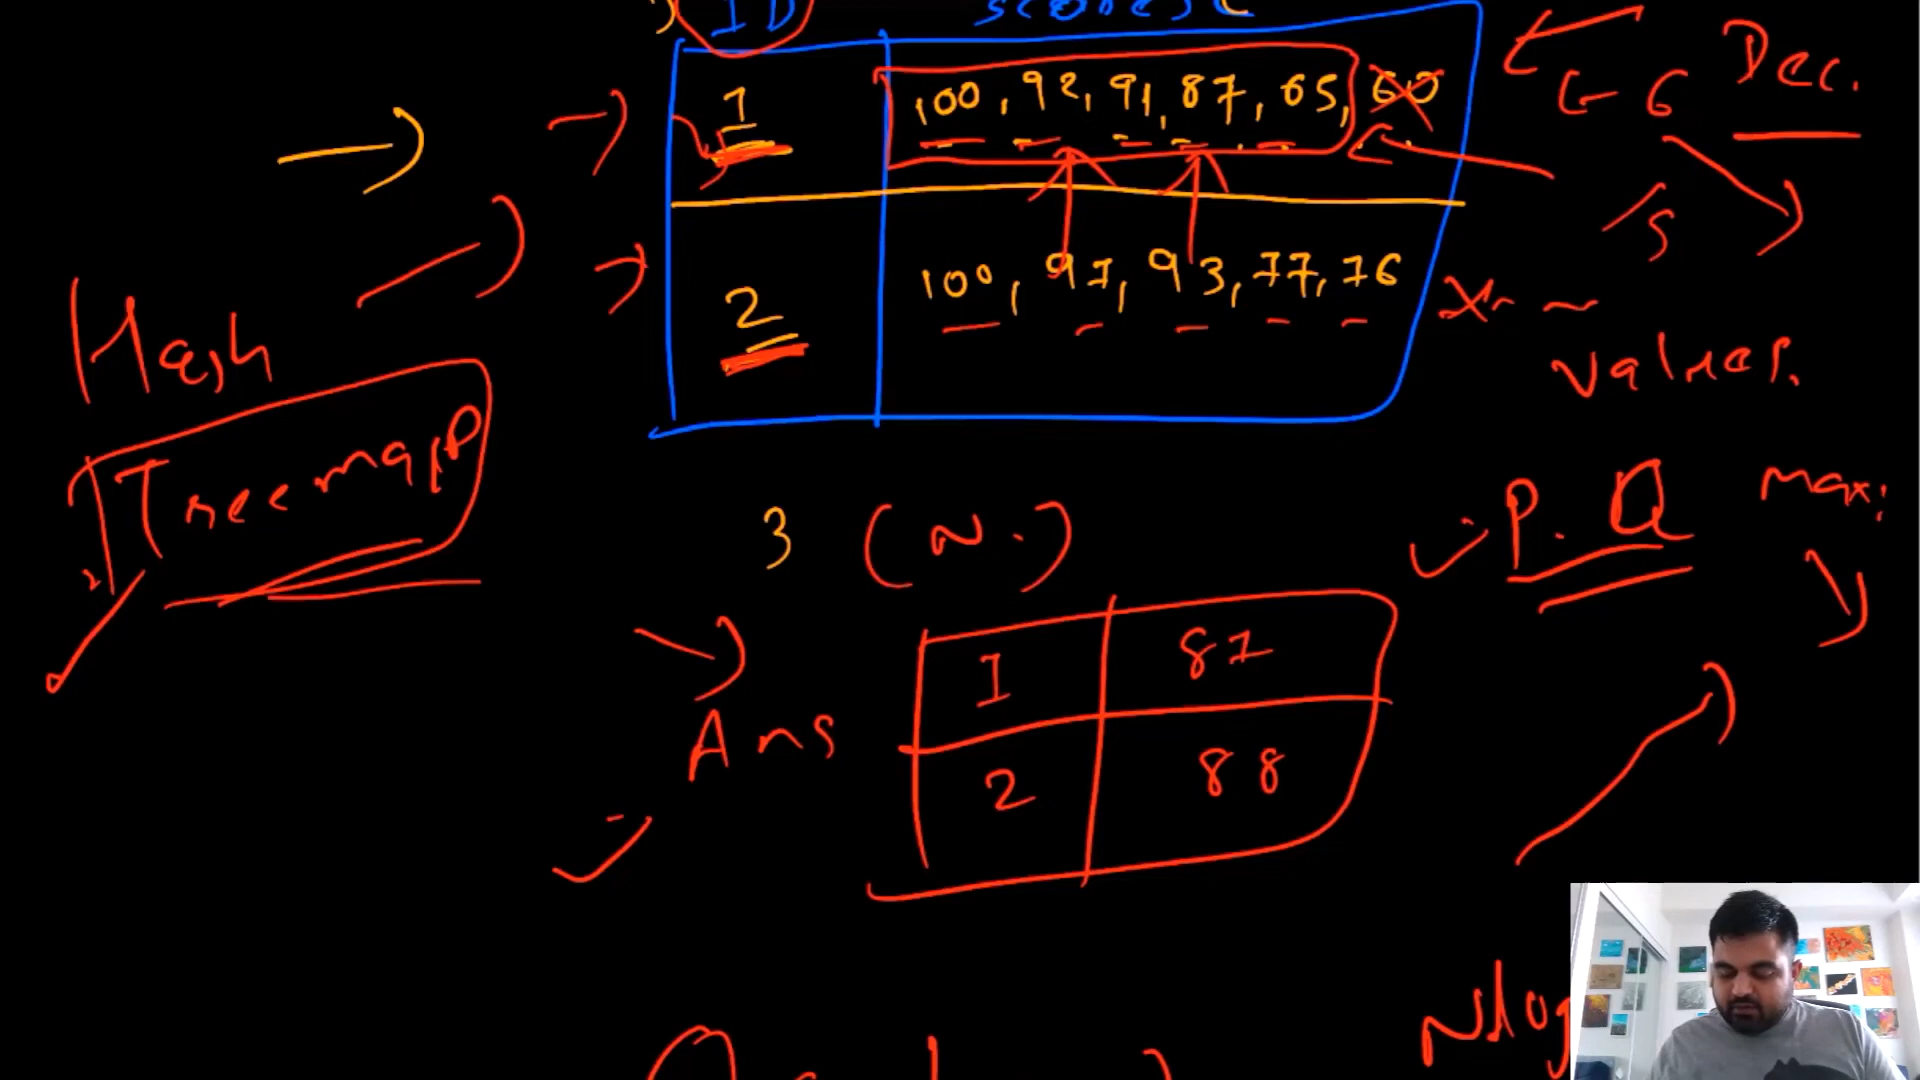 ID scores
1 100, 92, 91, 87, 65, 60
Dec.
6
5
2 100, 97, 93, 77, 76 X
values.
Hash
Treemap
3 (N.)
P.Q Max:
1 87
Ans
2 88
Nlog